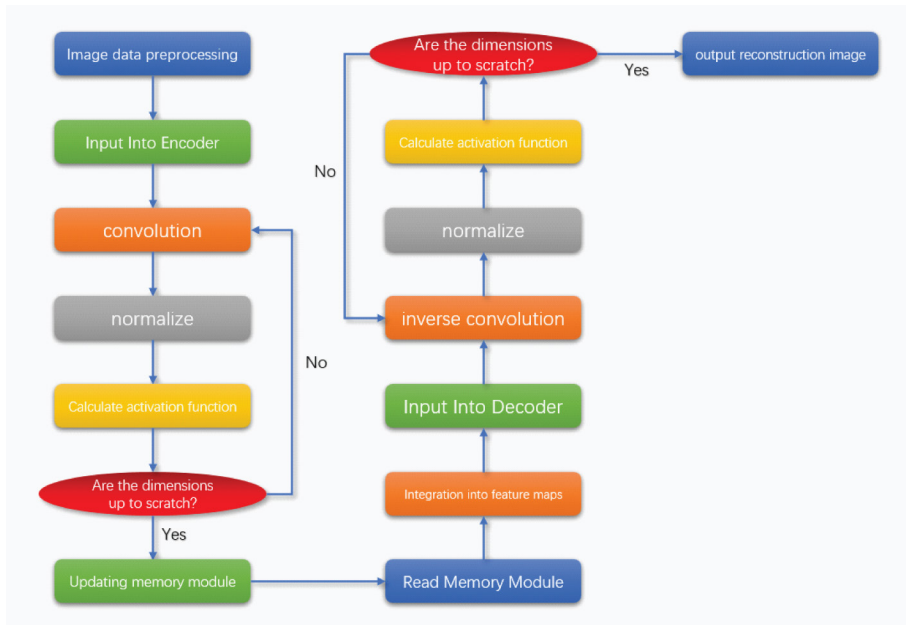 Image data preprocessing
Input Into Encoder
convolution
normalize
Calculate activation function
Are the dimensions
up to scratch?
No
Yes
Updating memory module
Read Memory Module
Integration into feature maps
Input Into Decoder
inverse convolution
normalize
Calculate activation function
Are the dimensions
up to scratch?
No
Yes
output reconstruction image